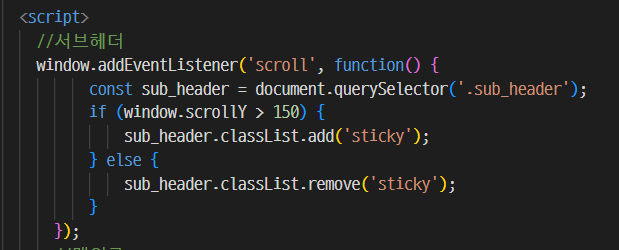 <script>
//서브헤더
window.addEventListener('scroll', function() {
const sub_header = document.querySelector('.sub_header');
if (window.scrollY > 150) {
sub_header.classList.add('sticky');
} else {
sub_header.classList.remove('sticky');
}
});